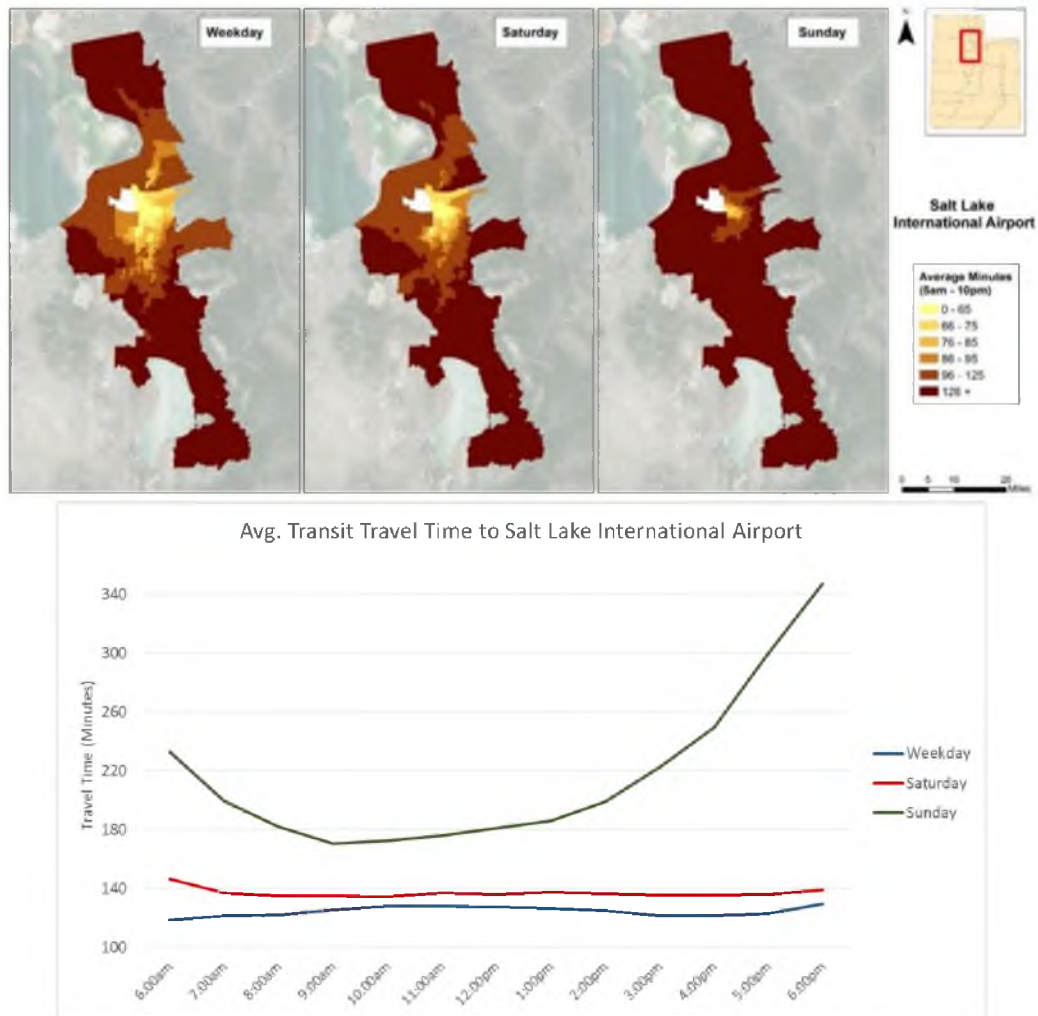 Weekday
Saturday
Sunday
N
Salt Lake
International Airport
Average Minutes
(5am - 10pm)
0 - 65
66 - 75
76 - 85
86 - 95
96 - 125
126 +
0 5 10 20
Miles
Avg. Transit Travel Time to Salt Lake International Airport
Travel Time (Minutes)
340
300
260
220
180
140
100
6:00am
7:00am
8:00am
9:00am
10:00am
11:00am
12:00pm
1:00pm
2:00pm
3:00pm
4:00pm
5:00pm
6:00pm
Weekday
Saturday
Sunday